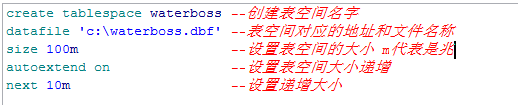 create tablespace waterboss --创建表空间名字
datafile 'c:\waterboss.dbf' --表空间对应的地址和文件名称
size 100m --设置表空间的大小 m代表是兆
autoextend on --设置表空间大小递增
next 10m --设置递增大小